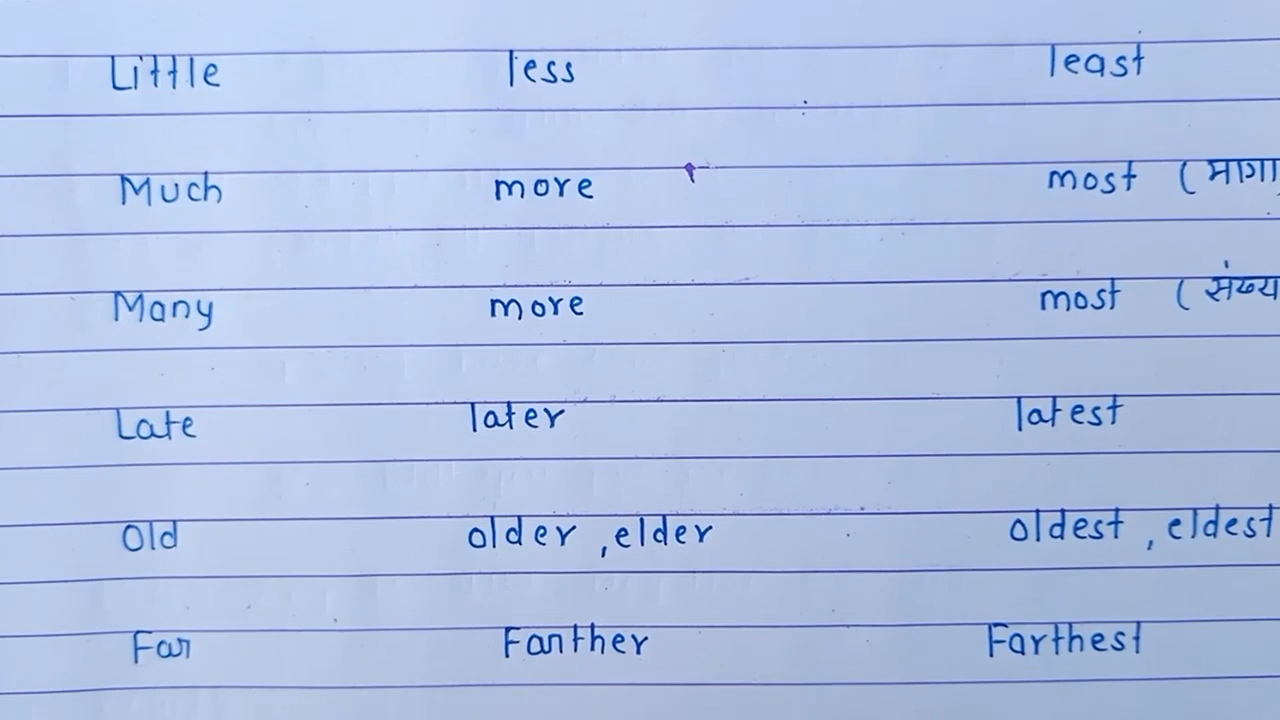 Little less least
Much more most (मागा
Many more most (संख्य
Late later latest
Old older , elder oldest , eldest
Far Farther Farthest